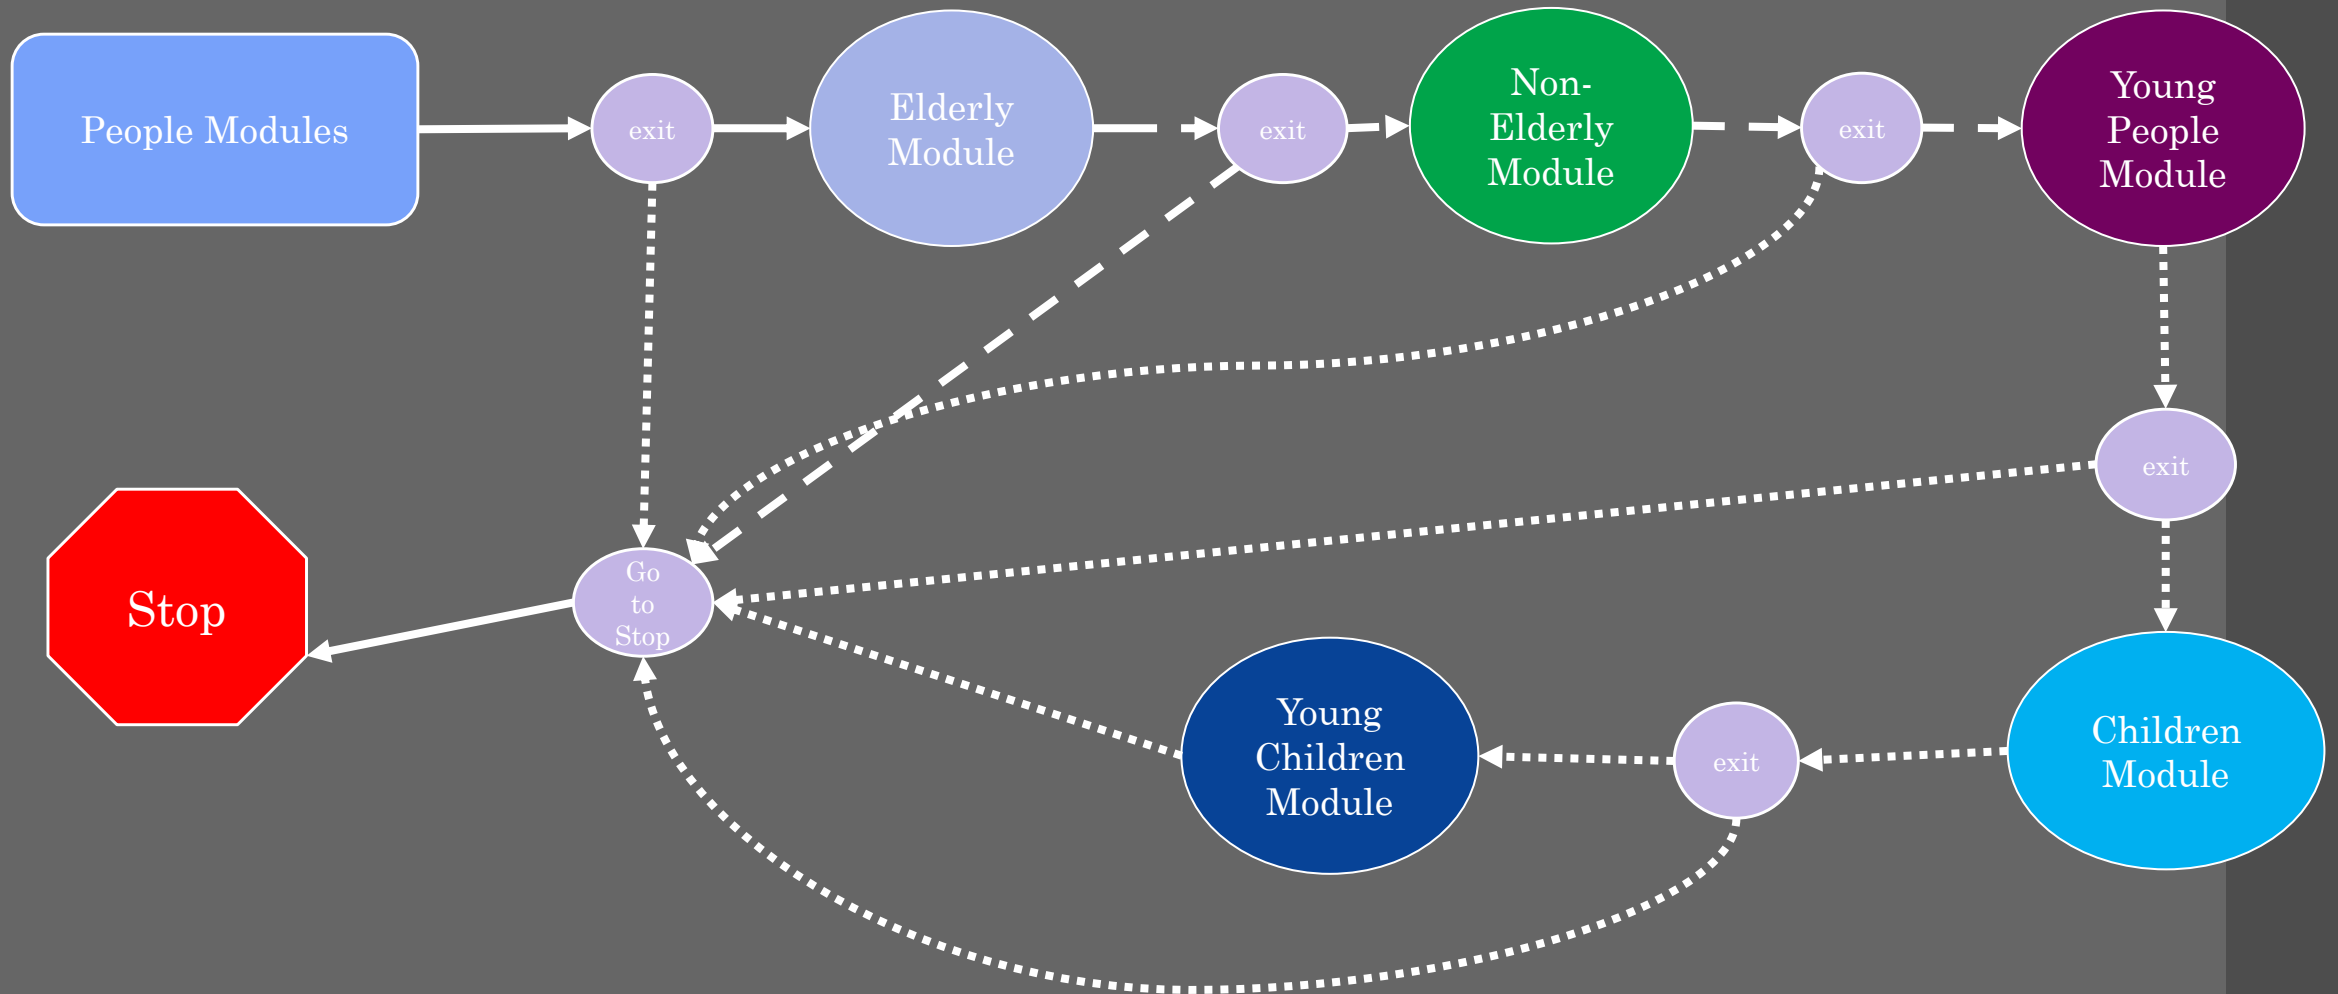 People Modules
exit
Elderly
Module
exit
Non-
Elderly
Module
exit
Young
People
Module
exit
Stop
Go
to
Stop
Young
Children
Module
exit
Children
Module